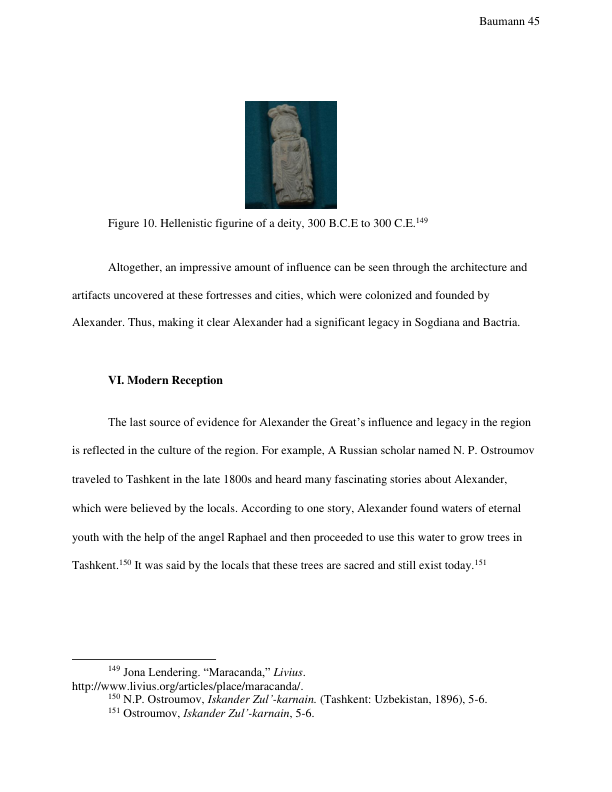 Baumann 45
Figure 10. Hellenistic figurine of a deity, 300 B.C.E to 300 C.E.149
Altogether, an impressive amount of influence can be seen through the architecture and
artifacts uncovered at these fortresses and cities, which were colonized and founded by
Alexander. Thus, making it clear Alexander had a significant legacy in Sogdiana and Bactria.
VI. Modern Reception
The last source of evidence for Alexander the Great’s influence and legacy in the region
is reflected in the culture of the region. For example, A Russian scholar named N. P. Ostroumov
traveled to Tashkent in the late 1800s and heard many fascinating stories about Alexander,
which were believed by the locals. According to one story, Alexander found waters of eternal
youth with the help of the angel Raphael and then proceeded to use this water to grow trees in
Tashkent.150 It was said by the locals that these trees are sacred and still exist today.151
149 Jona Lendering. “Maracanda,” Livius.
http://www.livius.org/articles/place/maracanda/.
150 N.P. Ostroumov, Iskander Zul’-karnain. (Tashkent: Uzbekistan, 1896), 5-6.
151 Ostroumov, Iskander Zul’-karnain, 5-6.